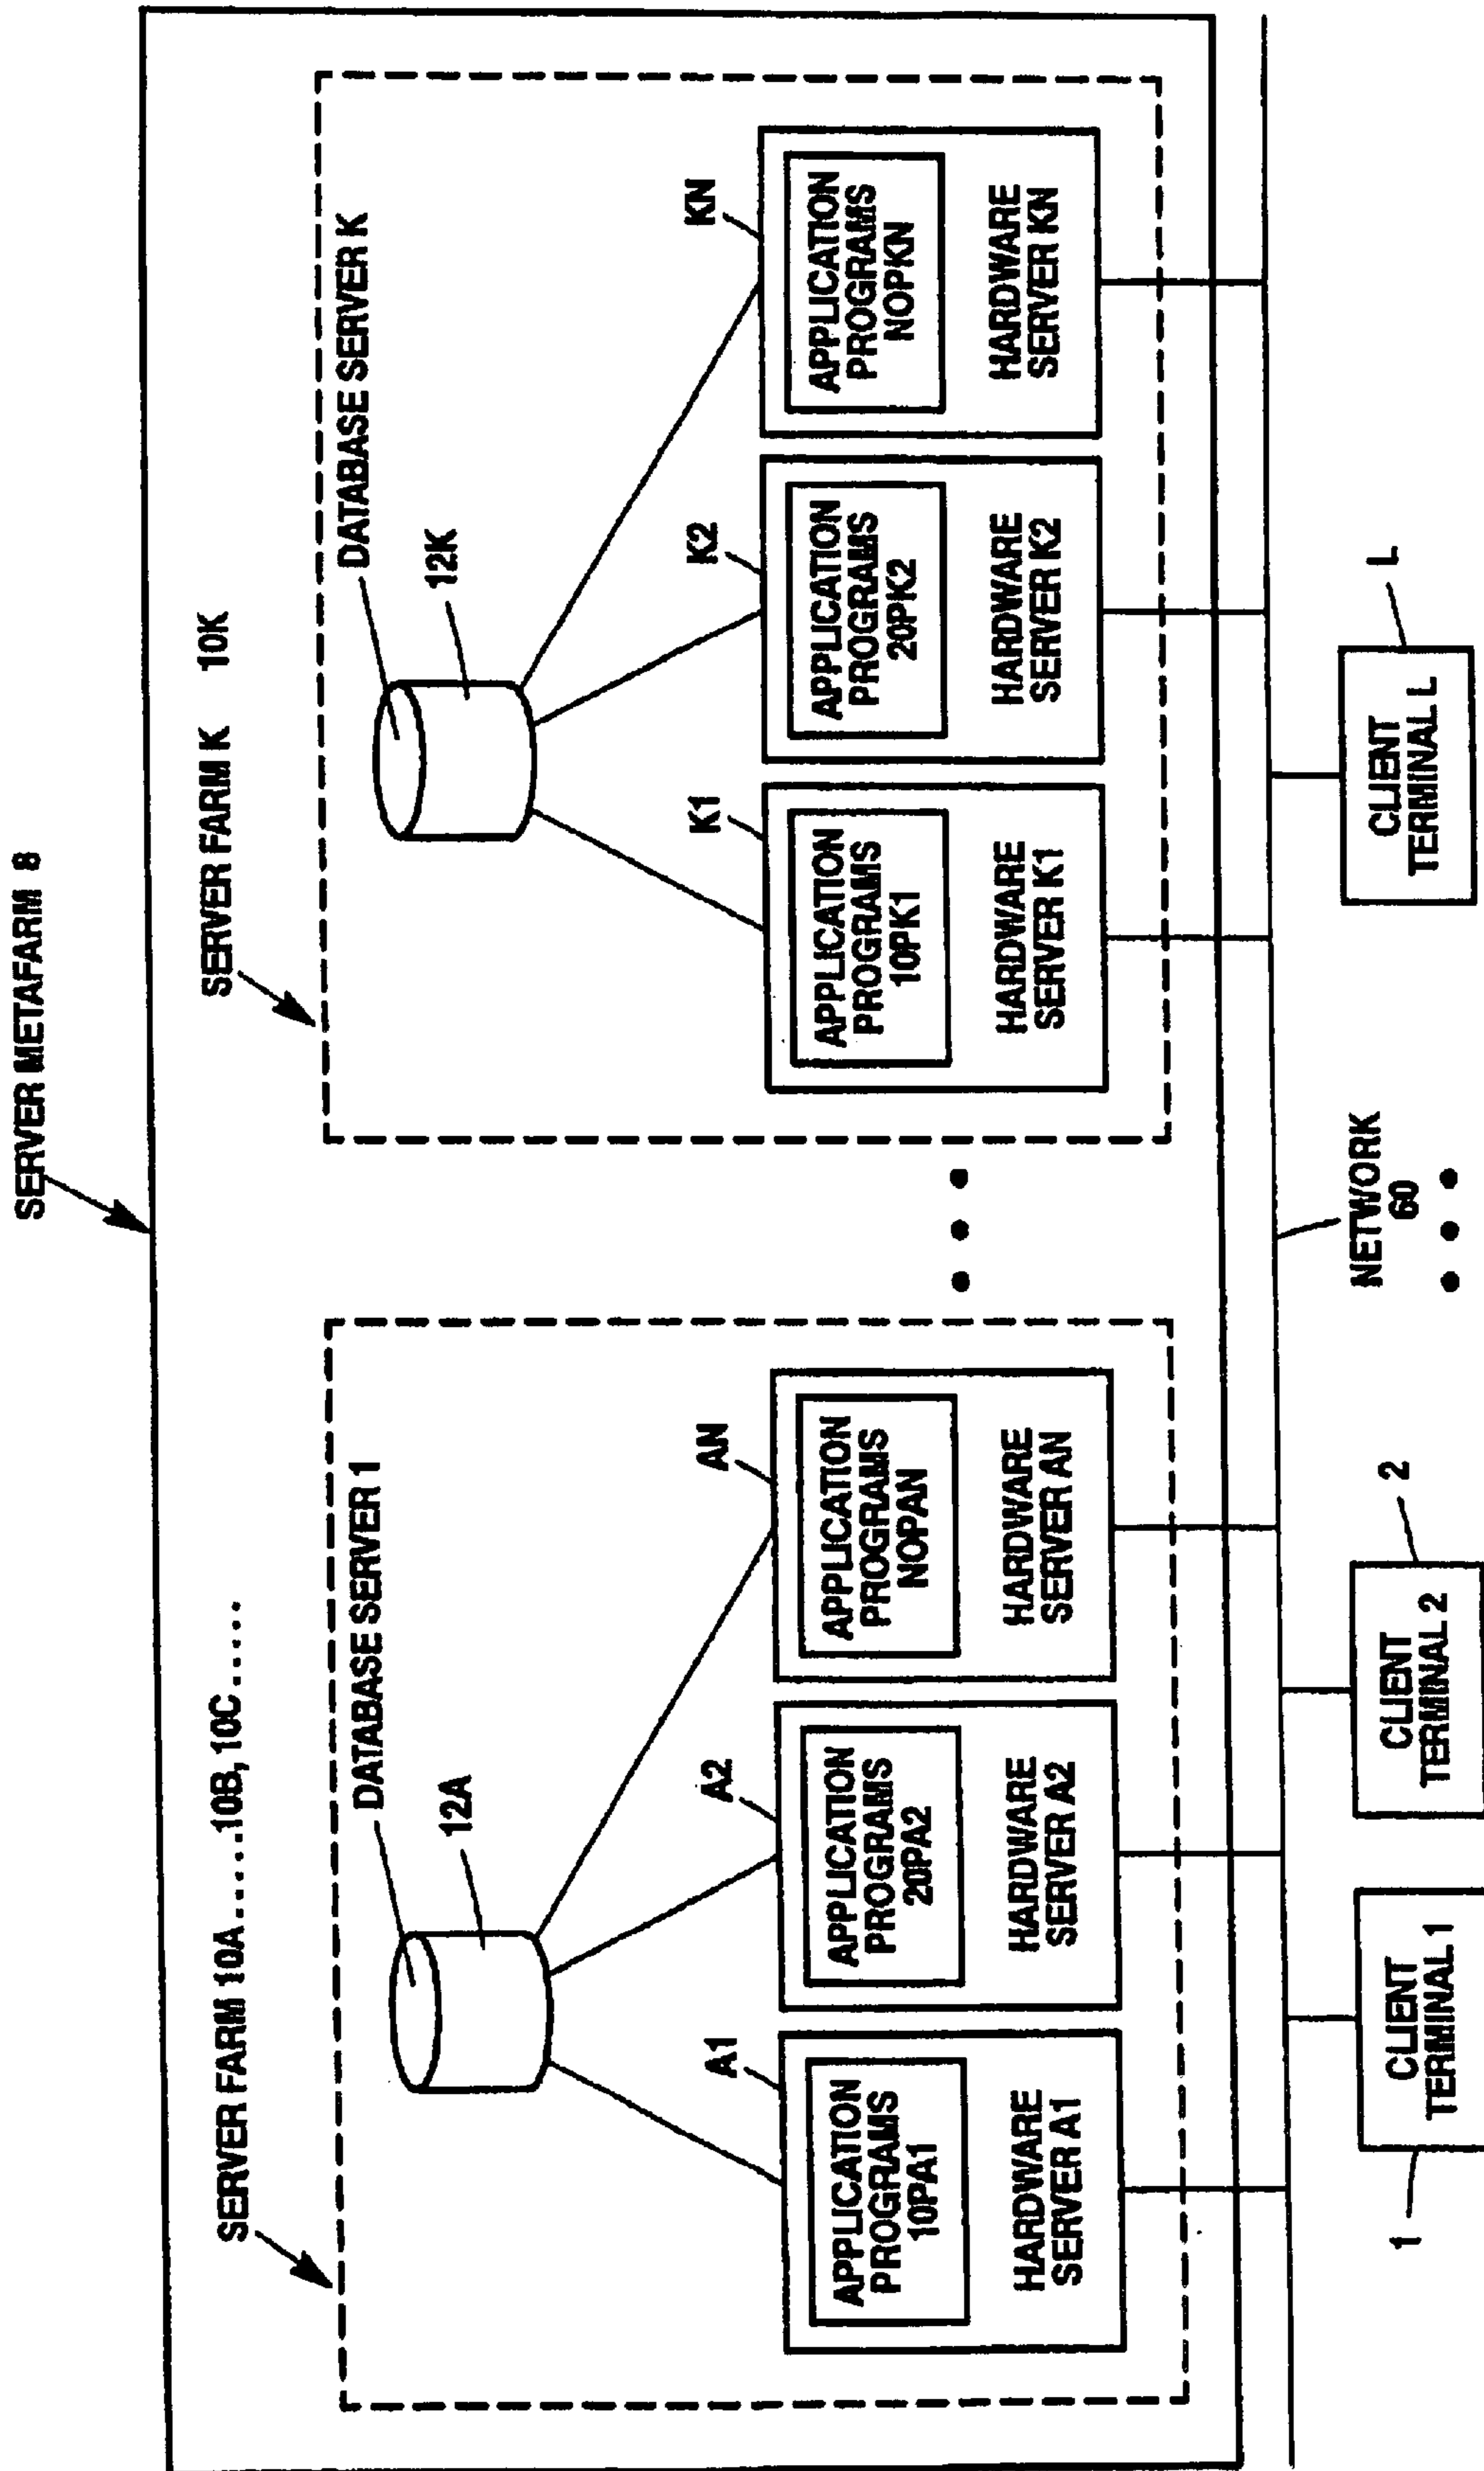 SERVER METAFARM 8
SERVER FARM 10A.....10B, 10C.....
DATABASE SERVER 1
12A
A1
APPLICATION
PROGRAMS
10PA1
HARDWARE
SERVER A1
A2
APPLICATION
PROGRAMS
20PA2
HARDWARE
SERVER A2
AN
APPLICATION
PROGRAMS
NOPAN
HARDWARE
SERVER AN
SERVER FARM K 10K
DATABASE SERVER K
12K
K1
APPLICATION
PROGRAMS
10PK1
HARDWARE
SERVER K1
K2
APPLICATION
PROGRAMS
20PK2
HARDWARE
SERVER K2
KN
APPLICATION
PROGRAMS
NOPKN
HARDWARE
SERVER KN
NETWORK
60
1
CLIENT
TERMINAL 1
2
CLIENT
TERMINAL 2
L
CLIENT
TERMINAL L